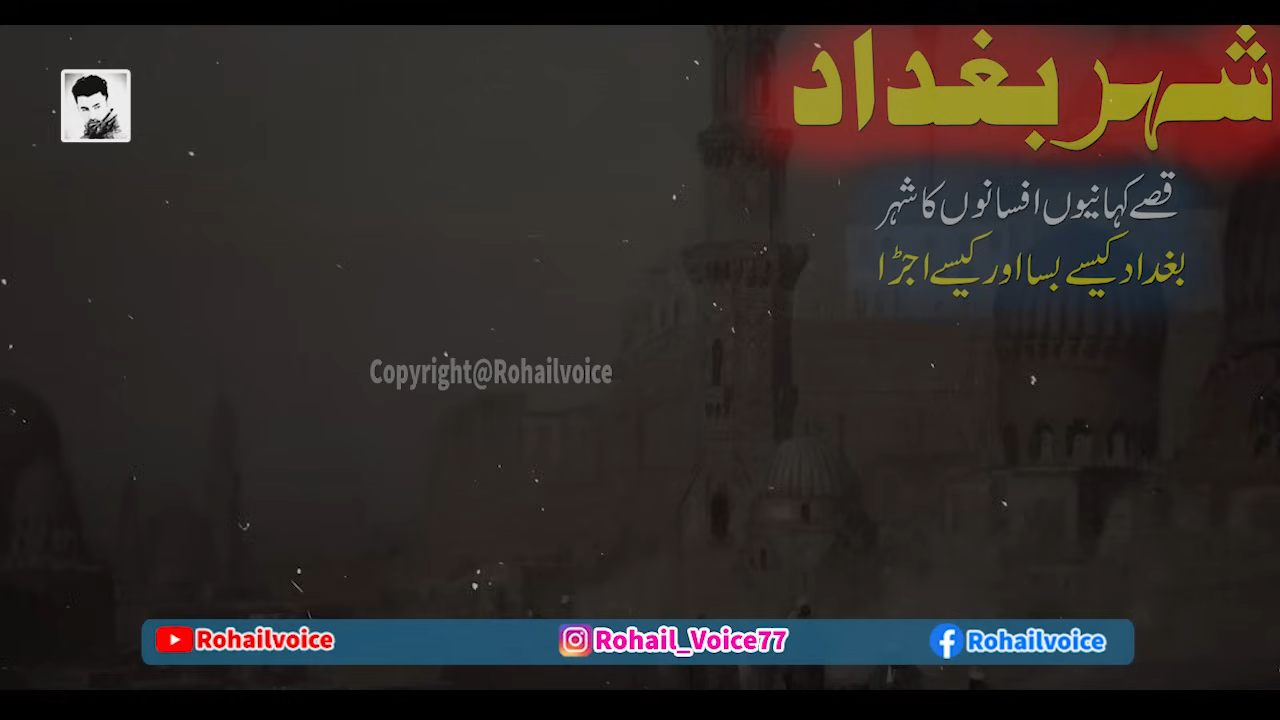 شہر بغداد
قصے کہانیوں افسانوں کا شہر
بغداد کیسے بسا اور کیسے اجڑا
Copyright@Rohailvoice
Rohailvoice
Rohail_Voice77
Rohailvoice